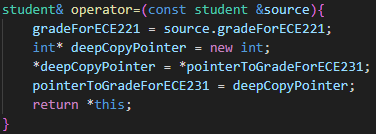 student& operator=(const student &source){
    gradeForECE221 = source.gradeForECE221;
    int* deepCopyPointer = new int;
    *deepCopyPointer = *pointerToGradeForECE231;
    pointerToGradeForECE231 = deepCopyPointer;
    return *this;
}